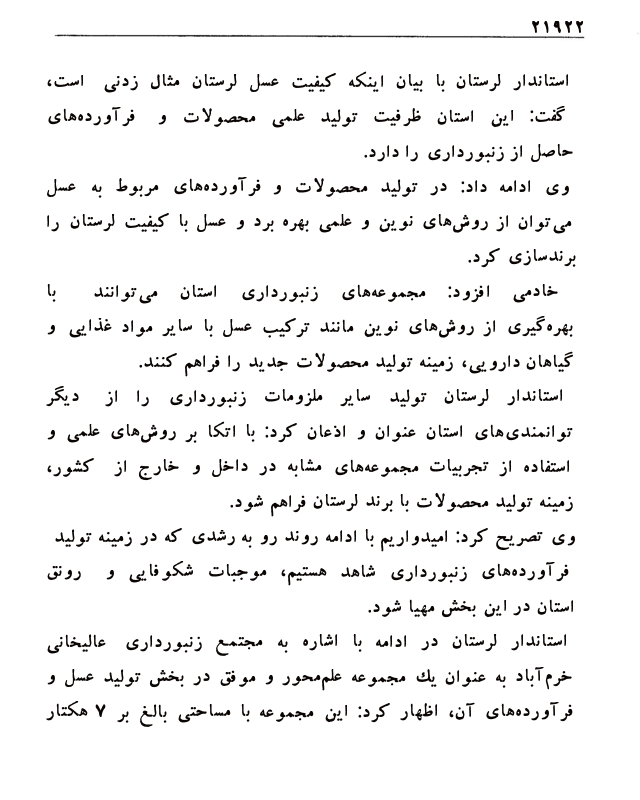 ۲۱۹۲۲
استاندار لرستان با بیان اینکه کیفیت عسل لرستان مثال زدنی است،
گفت: این استان ظرفیت تولید علمی محصولات و فرآورده‌های
حاصل از زنبورداری را دارد.
وی ادامه داد: در تولید محصولات و فرآورده‌های مربوط به عسل
می‌توان از روش‌های نوین و علمی بهره برد و عسل با کیفیت لرستان را
برندسازی کرد.
خادمی افزود: مجموعه‌های زنبورداری استان می‌توانند با
بهره‌گیری از روش‌های نوین مانند ترکیب عسل با سایر مواد غذایی و
گیاهان دارویی، زمینه تولید محصولات جدید را فراهم کنند.
استاندار لرستان تولید سایر ملزومات زنبورداری را از دیگر
توانمندی‌های استان عنوان و اذعان کرد: با اتکا بر روش‌های علمی و
استفاده از تجربیات مجموعه‌های مشابه در داخل و خارج از کشور،
زمینه تولید محصولات با برند لرستان فراهم شود.
وی تصریح کرد: امیدواریم با ادامه روند رو به رشدی که در زمینه تولید
فرآورده‌های زنبورداری شاهد هستیم، موجبات شکوفایی و رونق
استان در این بخش مهیا شود.
استاندار لرستان در ادامه با اشاره به مجتمع زنبورداری عالیخانی
خرم‌آباد به عنوان یك مجموعه علم‌محور و موفق در بخش تولید عسل و
فرآورده‌های آن، اظهار کرد: این مجموعه با مساحتی بالغ بر ۷ هکتار